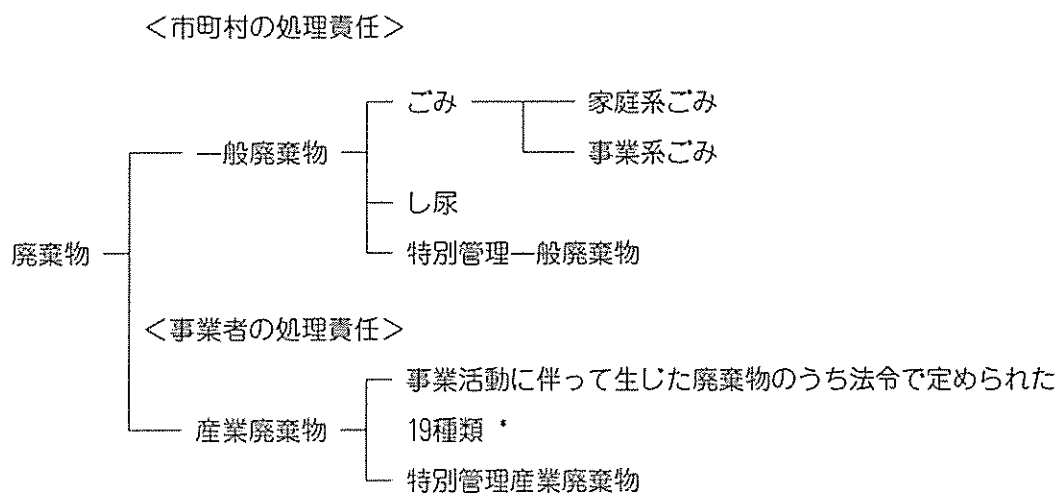 <市町村の処理責任>
ごみ
家庭系ごみ
一般廃棄物
事業系ごみ
し尿
廃棄物
特別管理一般廃棄物
<事業者の処理責任>
事業活動に伴って生じた廃棄物のうち法令で定められた
産業廃棄物
19種類 *
特別管理産業廃棄物